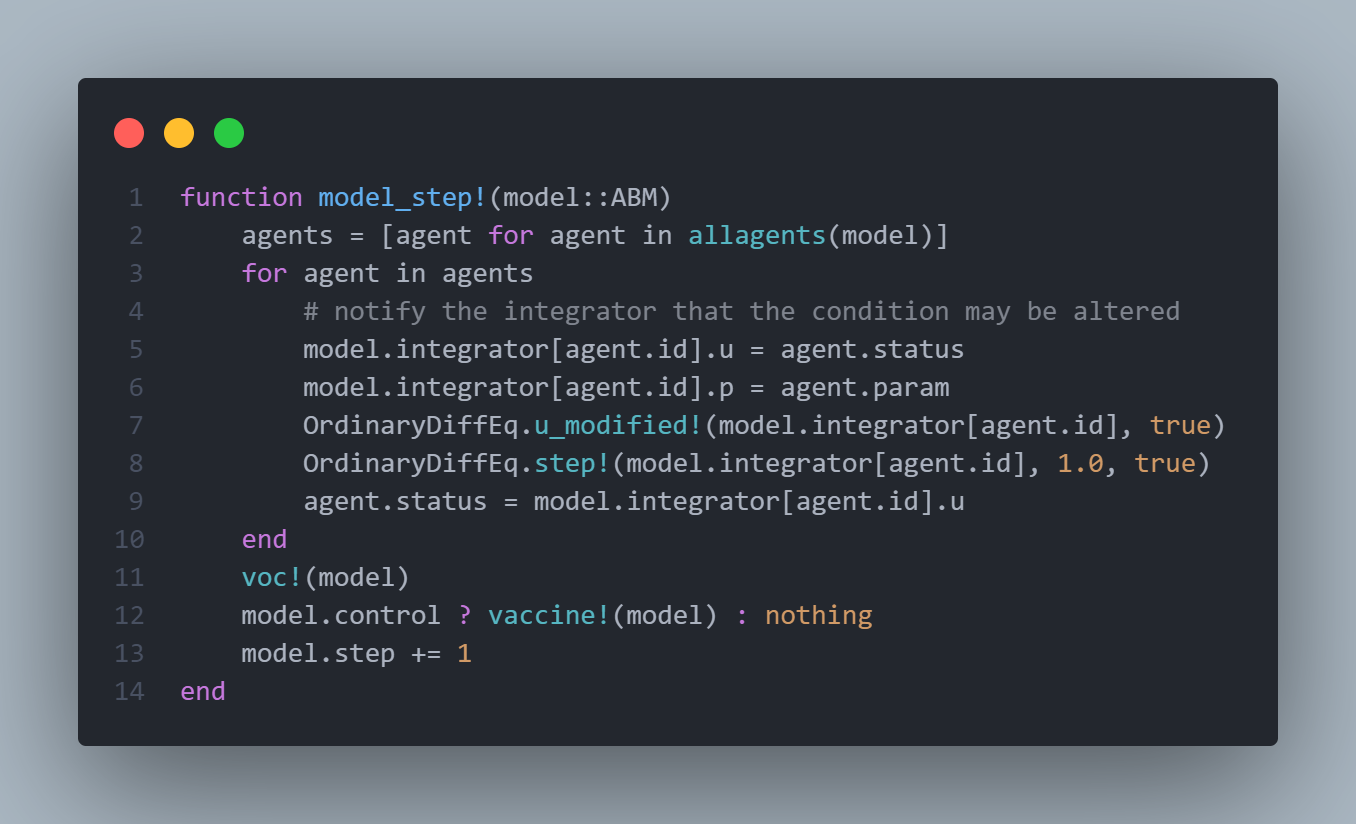 1 function model_step!(model::ABM)
2     agents = [agent for agent in allagents(model)]
3     for agent in agents
4         # notify the integrator that the condition may be altered
5         model.integrator[agent.id].u = agent.status
6         model.integrator[agent.id].p = agent.param
7         OrdinaryDiffEq.u_modified!(model.integrator[agent.id], true)
8         OrdinaryDiffEq.step!(model.integrator[agent.id], 1.0, true)
9         agent.status = model.integrator[agent.id].u
10     end
11     voc!(model)
12     model.control ? vaccine!(model) : nothing
13     model.step += 1
14 end